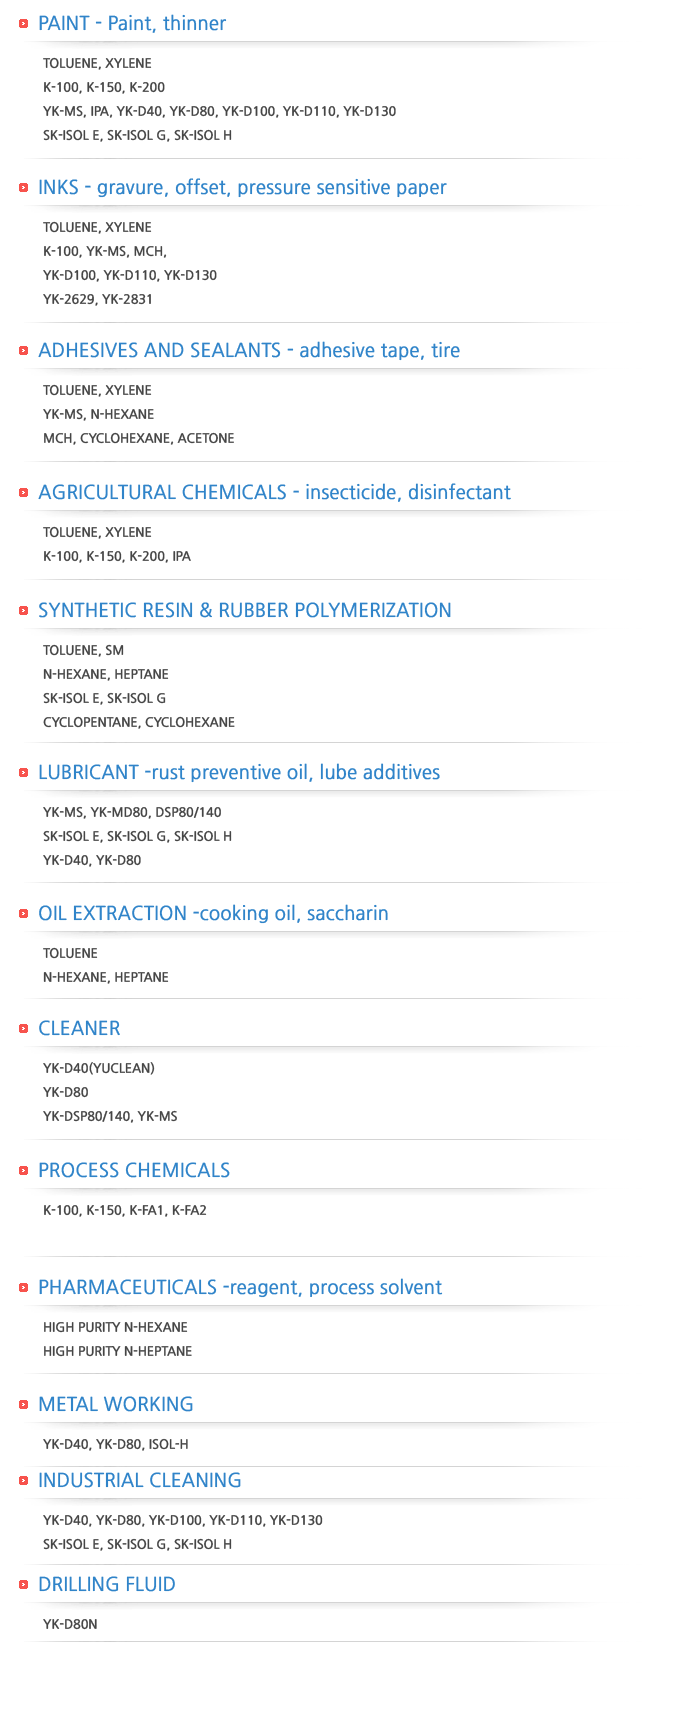 PAINT - Paint, thinner
TOLUENE, XYLENE
K-100, K-150, K-200
YK-MS, IPA, YK-D40, YK-D80, YK-D100, YK-D110, YK-D130
SK-ISOL E, SK-ISOL G, SK-ISOL H
INKS - gravure, offset, pressure sensitive paper
TOLUENE, XYLENE
K-100, YK-MS, MCH,
YK-D100, YK-D110, YK-D130
YK-2629, YK-2831
ADHESIVES AND SEALANTS - adhesive tape, tire
TOLUENE, XYLENE
YK-MS, N-HEXANE
MCH, CYCLOHEXANE, ACETONE
AGRICULTURAL CHEMICALS - insecticide, disinfectant
TOLUENE, XYLENE
K-100, K-150, K-200, IPA
SYNTHETIC RESIN & RUBBER POLYMERIZATION
TOLUENE, SM
N-HEXANE, HEPTANE
SK-ISOL E, SK-ISOL G
CYCLOPENTANE, CYCLOHEXANE
LUBRICANT -rust preventive oil, lube additives
YK-MS, YK-MD80, DSP80/140
SK-ISOL E, SK-ISOL G, SK-ISOL H
YK-D40, YK-D80
OIL EXTRACTION -cooking oil, saccharin
TOLUENE
N-HEXANE, HEPTANE
CLEANER
YK-D40(YUCLEAN)
YK-D80
YK-DSP80/140, YK-MS
PROCESS CHEMICALS
K-100, K-150, K-FA1, K-FA2
PHARMACEUTICALS -reagent, process solvent
HIGH PURITY N-HEXANE
HIGH PURITY N-HEPTANE
METAL WORKING
YK-D40, YK-D80, ISOL-H
INDUSTRIAL CLEANING
YK-D40, YK-D80, YK-D100, YK-D110, YK-D130
SK-ISOL E, SK-ISOL G, SK-ISOL H
DRILLING FLUID
YK-D80N